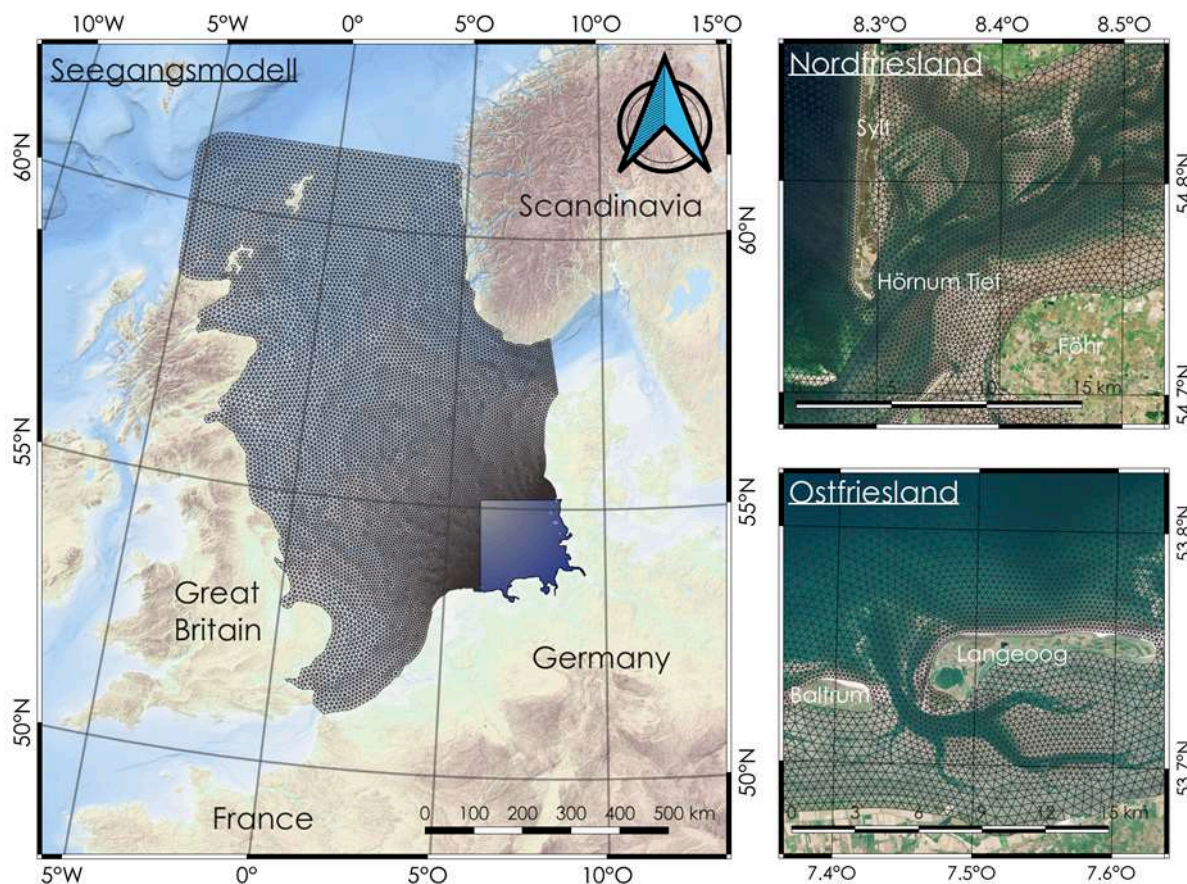 10°W 5°W 0° 5°O 10°O 15°O
Seegangsmodell
60°N
60°N
Scandinavia
55°N
55°N
Great
Britain
Germany
50°N
50°N
France
0 100 200 300 400 500 km
5°W 0° 5°O 10°O
8.3°O 8.4°O 8.5°O
Nordfriesland
Sylt
54.8°N
Hörnum Tief
Föhr
5 10 15 km
54.7°N
Ostfriesland
53.8°N
Langeoog
Baltrum
53.7°N
0 3 6 9 12 15 km
7.4°O 7.5°O 7.6°O